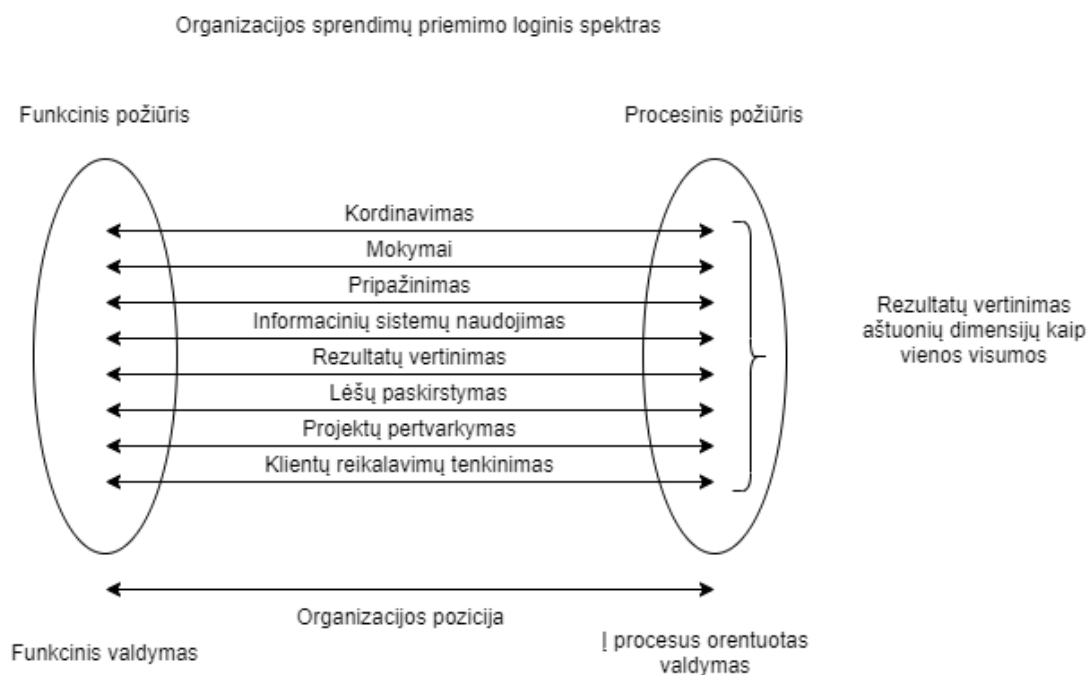 Organizacijos sprendimų priemimo loginis spektras
Funkcinis požiūris
Procesinis požiūris
Kordinavimas
Mokymai
Pripažinimas
Informacinių sistemų naudojimas
Rezultatų vertinimas
Lėšų paskirstymas
Projektų pertvarkymas
Klientų reikalavimų tenkinimas
Rezultatų vertinimas
aštuonių dimensijų kaip
vienos visumos
Organizacijos pozicija
Funkcinis valdymas
Į procesus orentuotas
valdymas